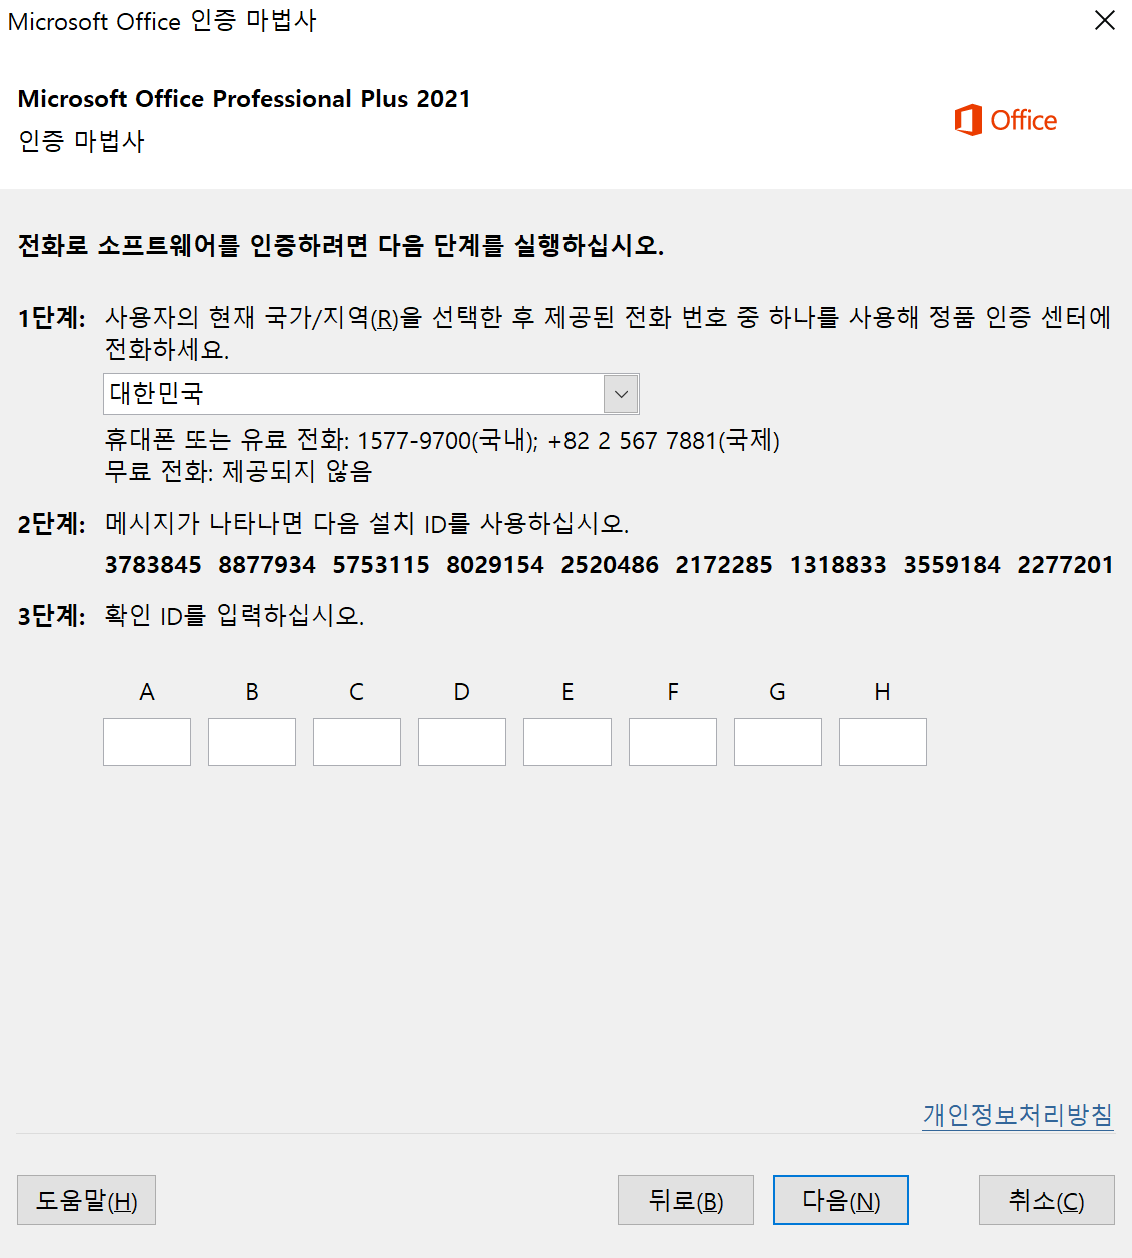 Microsoft Office 인증 마법사
Microsoft Office Professional Plus 2021
인증 마법사
Office
전화로 소프트웨어를 인증하려면 다음 단계를 실행하십시오.
1단계: 사용자의 현재 국가/지역(R)을 선택한 후 제공된 전화 번호 중 하나를 사용해 정품 인증 센터에
전화하세요.
대한민국
휴대폰 또는 유료 전화: 1577-9700(국내); +82 2 567 7881(국제)
무료 전화: 제공되지 않음
2단계: 메시지가 나타나면 다음 설치 ID를 사용하십시오.
3783845 8877934 5753115 8029154 2520486 2172285 1318833 3559184 2277201
3단계: 확인 ID를 입력하십시오.
A B C D E F G H
개인정보처리방침
도움말(H) 뒤로(B) 다음(N) 취소(C)